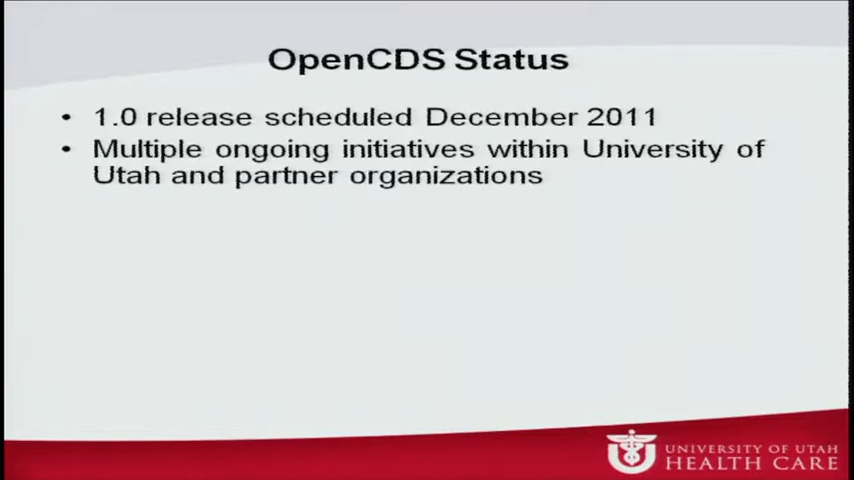 OpenCDS Status
• 1.0 release scheduled December 2011
• Multiple ongoing initiatives within University of
Utah and partner organizations
UNIVERSITY OF UTAH
HEALTH CARE